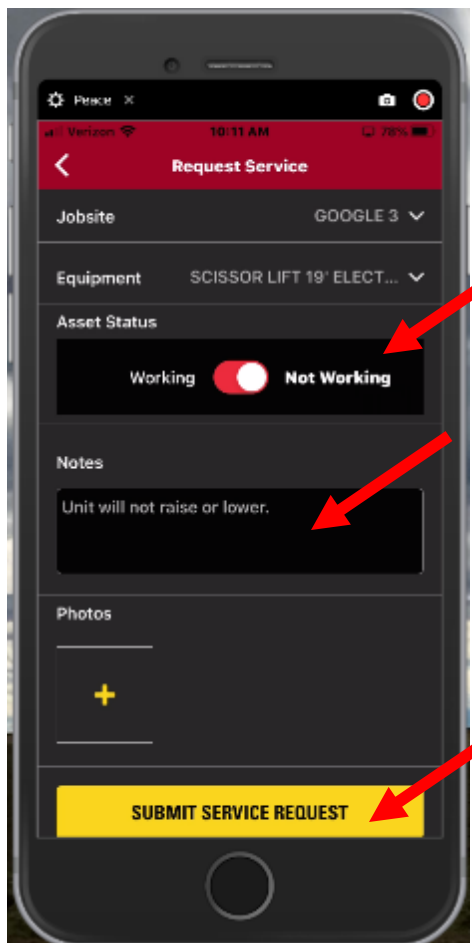 Peace ×
Verizon 10:11 AM 78%
Request Service
Jobsite GOOGLE 3
Equipment SCISSOR LIFT 19' ELECT...
Asset Status
Working Not Working
Notes
Unit will not raise or lower.
Photos
+
SUBMIT SERVICE REQUEST